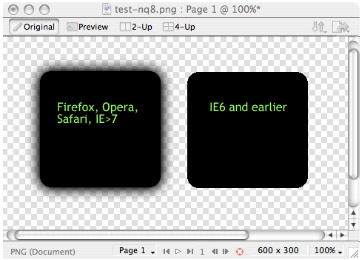 test-nq8.png : Page 1 @ 100%*
Original Preview 2-Up 4-Up
Firefox, Opera,
Safari, IE>7
IE6 and earlier
PNG (Document) Page 1 1 600 x 300 100%